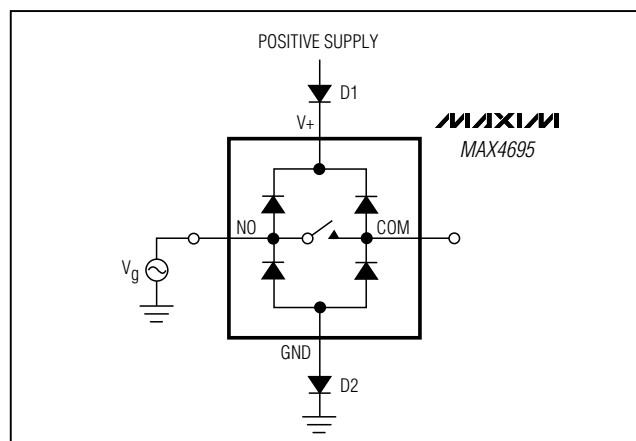 POSITIVE SUPPLY
D1
V+
MAXIM
MAX4695
NO
COM
Vg
GND
D2